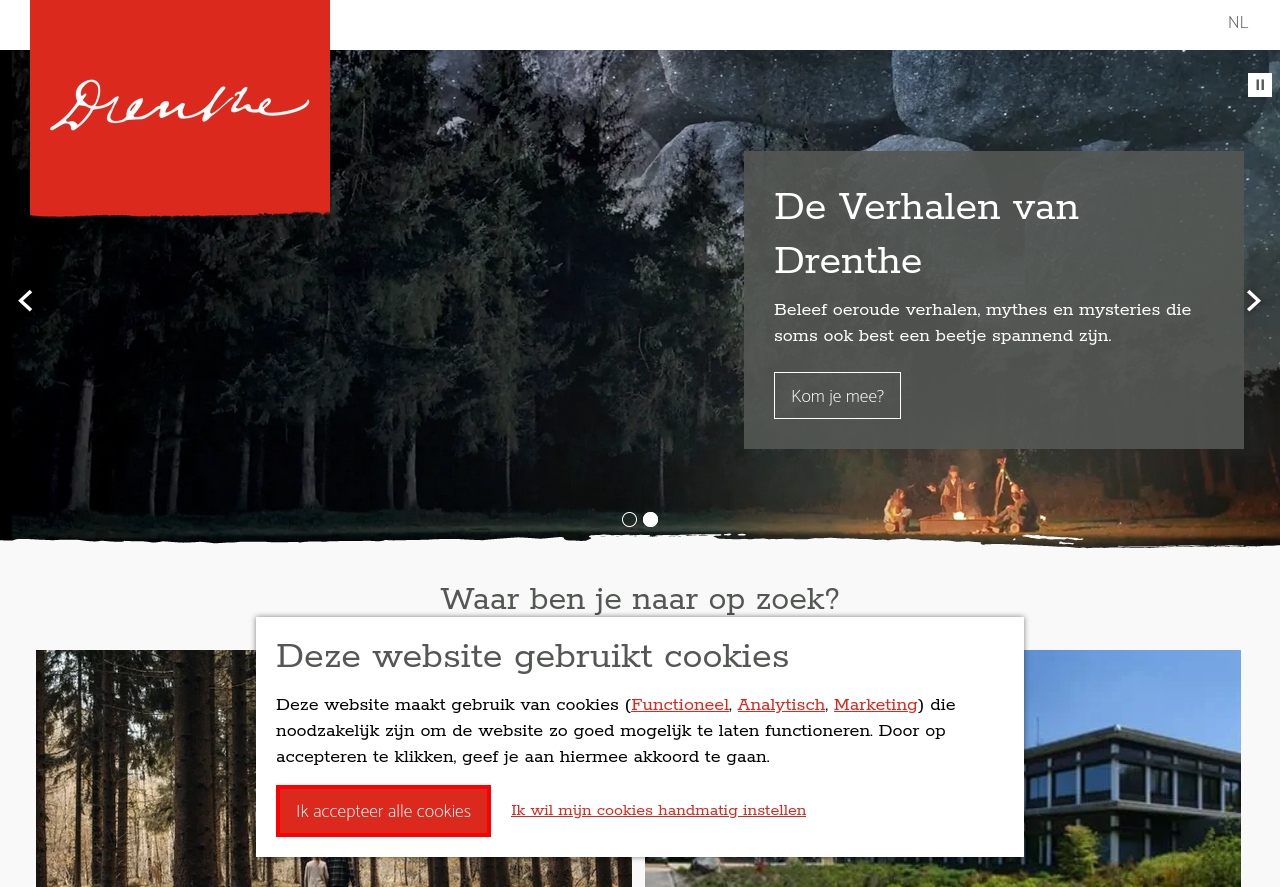 NL
Drenthe
De Verhalen van
Drenthe
Beleef oeroude verhalen, mythes en mysteries die
soms ook best een beetje spannend zijn.
Kom je mee?
Waar ben je naar op zoek?
Deze website gebruikt cookies
Deze website maakt gebruik van cookies (Functioneel, Analytisch, Marketing) die
noodzakelijk zijn om de website zo goed mogelijk te laten functioneren. Door op
accepteren te klikken, geef je aan hiermee akkoord te gaan.
Ik accepteer alle cookies
Ik wil mijn cookies handmatig instellen